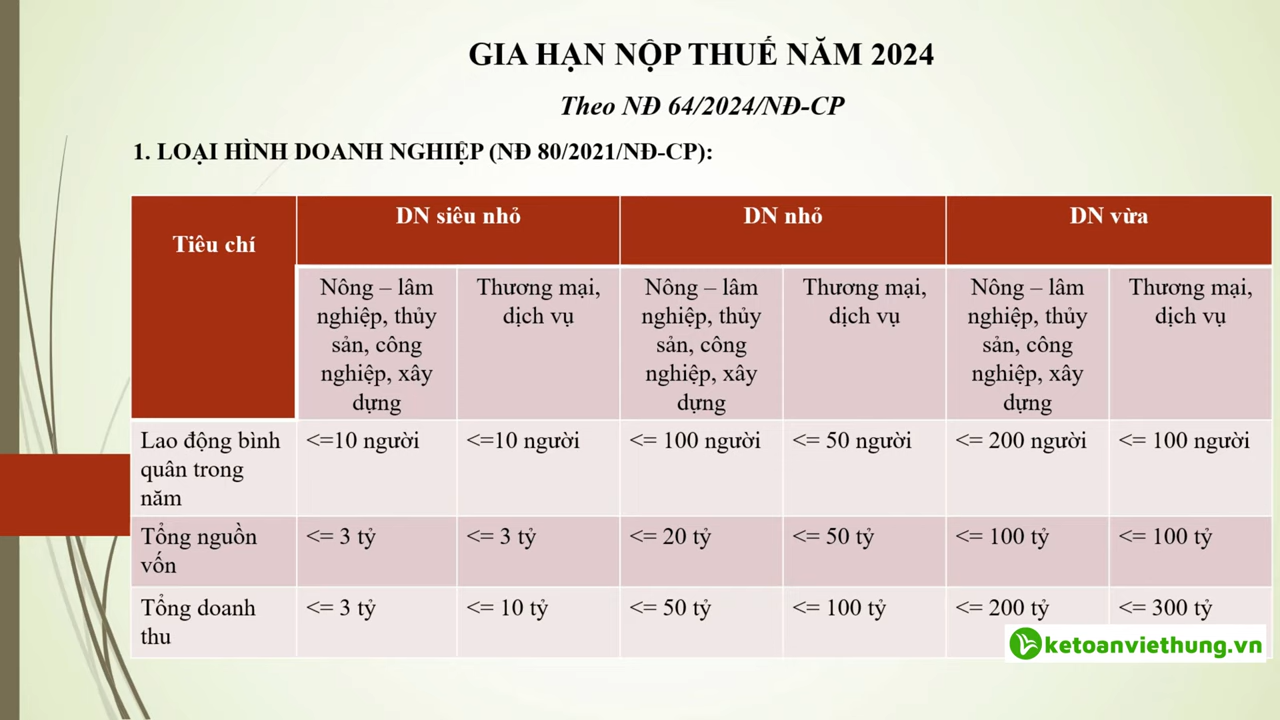 GIA HẠN NỘP THUẾ NĂM 2024
Theo NĐ 64/2024/NĐ-CP
1. LOẠI HÌNH DOANH NGHIỆP (NĐ 80/2021/NĐ-CP):
Tiêu chí
DN siêu nhỏ
DN nhỏ
DN vừa
Nông – lâm
nghiệp, thủy
sản, công
nghiệp, xây
dựng
Thương mại,
dịch vụ
Nông – lâm
nghiệp, thủy
sản, công
nghiệp, xây
dựng
Thương mại,
dịch vụ
Nông – lâm
nghiệp, thủy
sản, công
nghiệp, xây
dựng
Thương mại,
dịch vụ
Lao động bình
quân trong
năm
<=10 người
<=10 người
<= 100 người
<= 50 người
<= 200 người
<= 100 người
Tổng nguồn
vốn
<= 3 tỷ
<= 3 tỷ
<= 20 tỷ
<= 50 tỷ
<= 100 tỷ
<= 100 tỷ
Tổng doanh
thu
<= 3 tỷ
<= 10 tỷ
<= 50 tỷ
<= 100 tỷ
<= 200 tỷ
<= 300 tỷ
ketoanviethung.vn